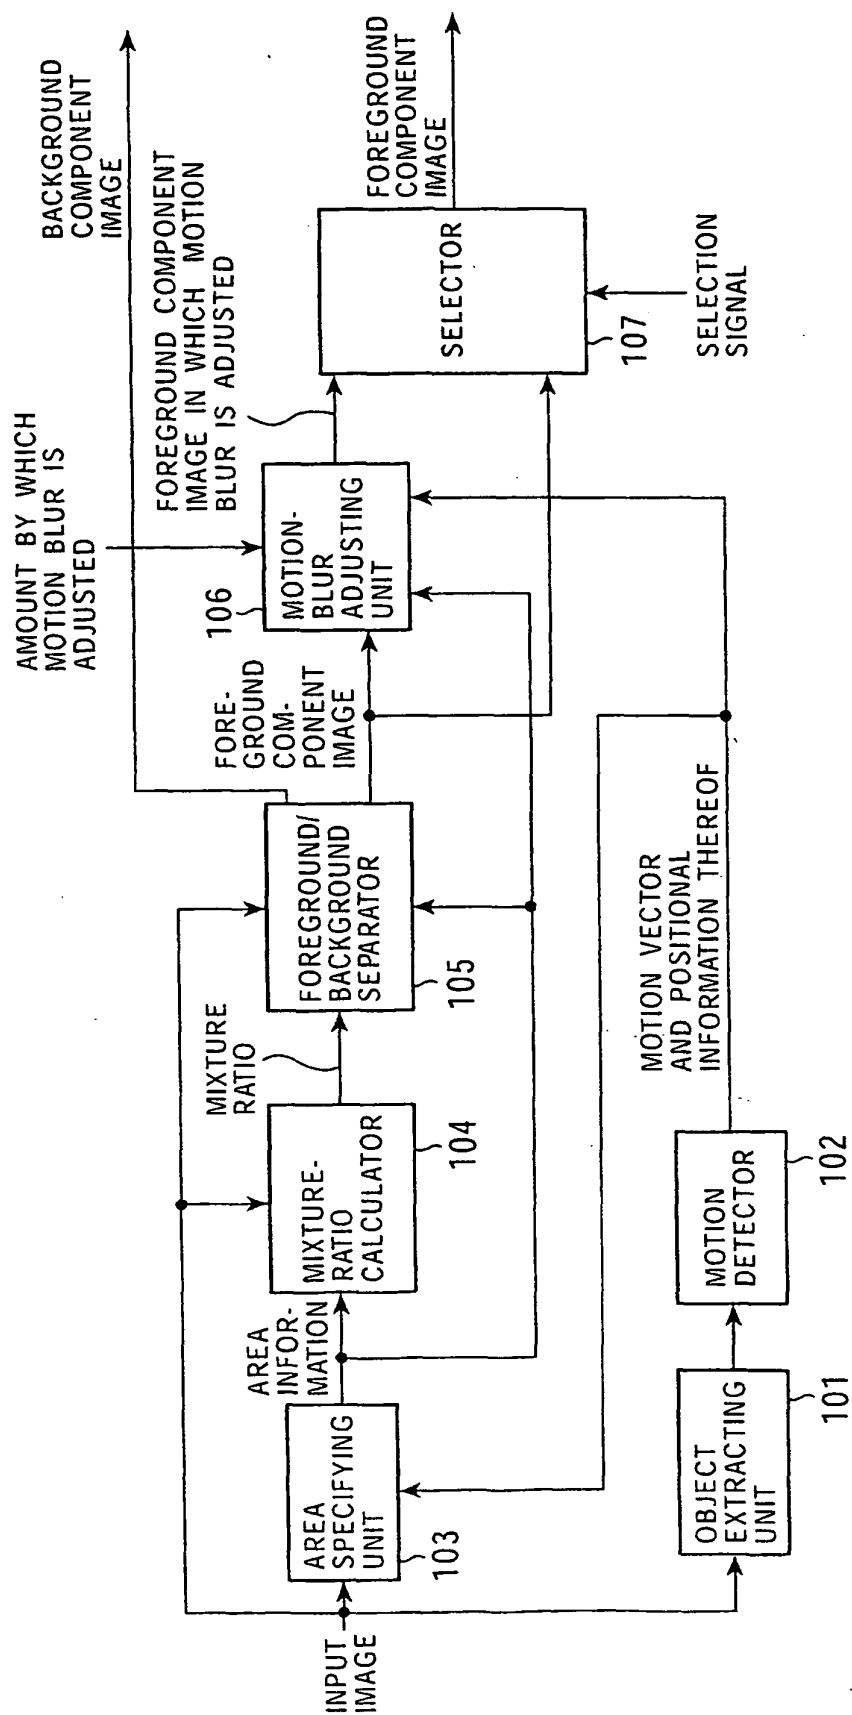 INPUT
IMAGE
AREA
SPECIFYING
UNIT
103
AREA
INFOR-
MATION
MIXTURE-
RATIO
CALCULATOR
104
MIXTURE
RATIO
FOREGROUND/
BACKGROUND
SEPARATOR
105
FORE-
GROUND
COM-
PONENT
IMAGE
AMOUNT BY WHICH
MOTION BLUR IS
ADJUSTED
106
MOTION-
BLUR
ADJUSTING
UNIT
FOREGROUND COMPONENT
IMAGE IN WHICH MOTION
BLUR IS ADJUSTED
BACKGROUND
COMPONENT
IMAGE
SELECTOR
107
SELECTION
SIGNAL
FOREGROUND
COMPONENT
IMAGE
OBJECT
EXTRACTING
UNIT
101
MOTION
DETECTOR
102
MOTION VECTOR
AND POSITIONAL
INFORMATION THEREOF